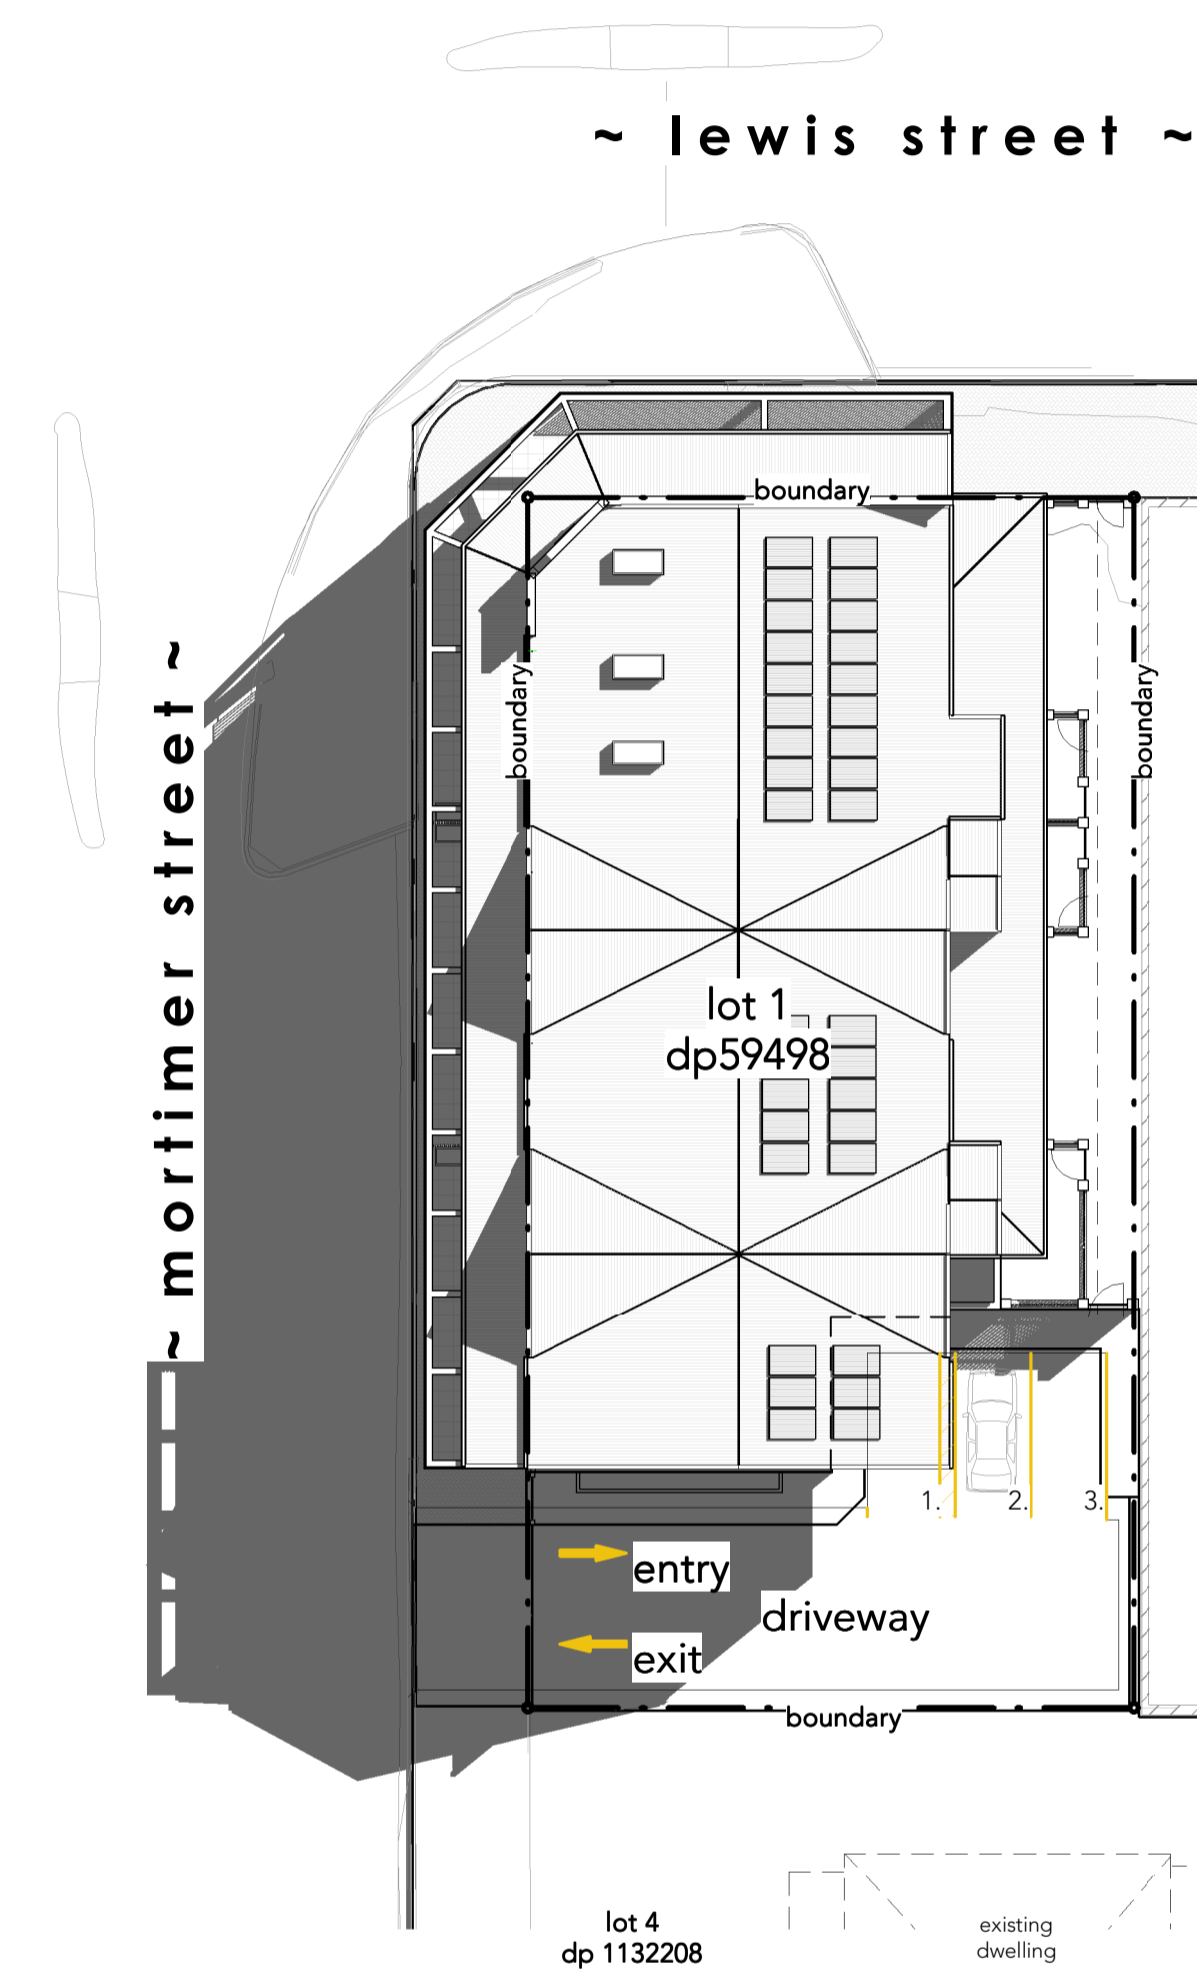 ~ lewis street ~
boundary
~ mortimer street ~
boundary
boundary
lot 1
dp59498
1.
2.
3.
entry
driveway
exit
boundary
lot 4
dp 1132208
existing
dwelling